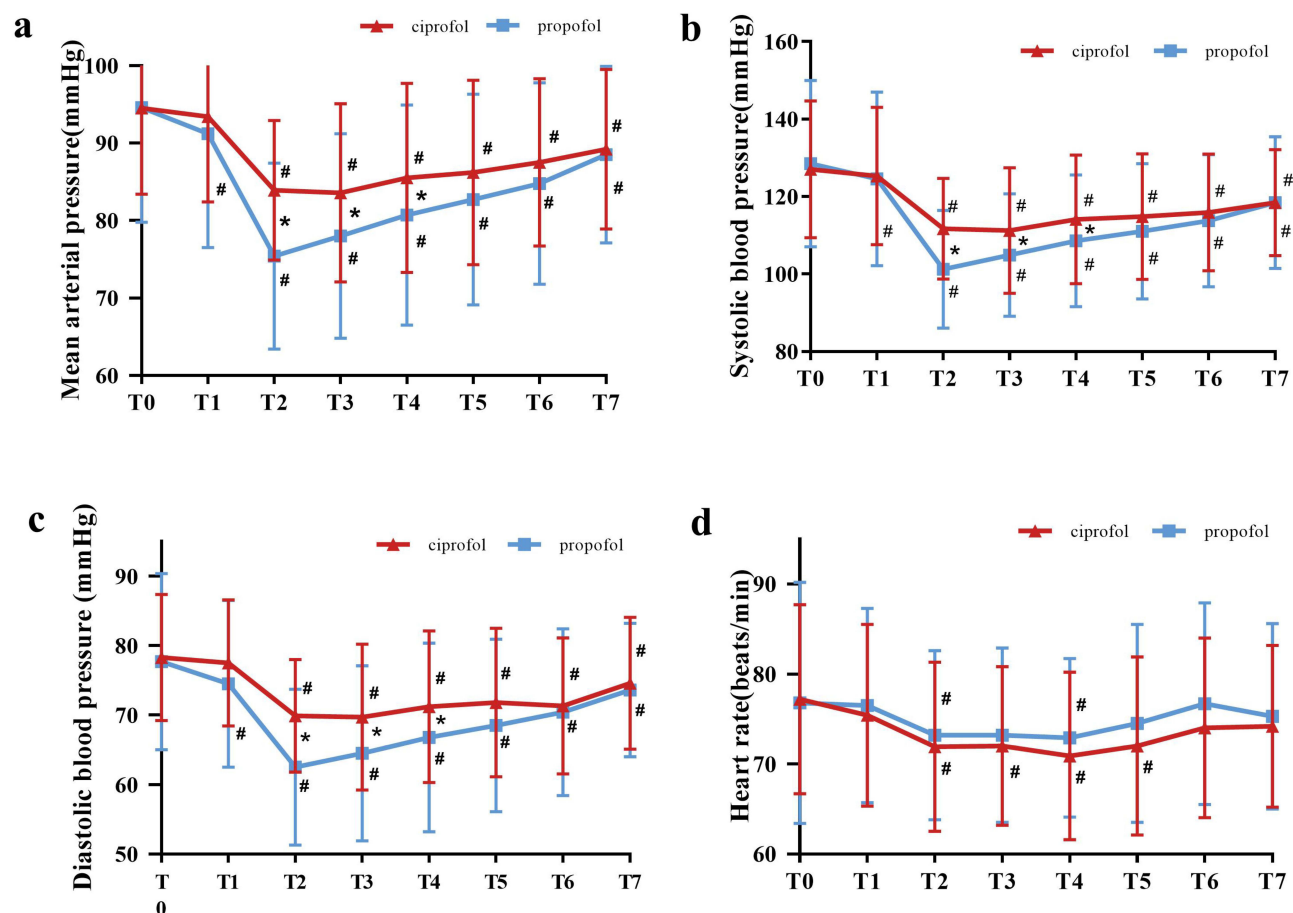 a
ciprofol propofol
Mean arterial pressure(mmHg)
100
90
80
70
60
# # # # # #
# * * * #
# # # # #
T0 T1 T2 T3 T4 T5 T6 T7
b
ciprofol propofol
Systolic blood pressure(mmHg)
160
140
120
100
80
# # # # # #
# * * * #
# # # # #
T0 T1 T2 T3 T4 T5 T6 T7
c
ciprofol propofol
Diastolic blood pressure (mmHg)
90
80
70
60
50
# # # # # #
# * * * # #
# # # #
T0 T1 T2 T3 T4 T5 T6 T7
d
ciprofol propofol
Heart rate(beats/min)
90
80
70
60
# #
# # # #
T0 T1 T2 T3 T4 T5 T6 T7